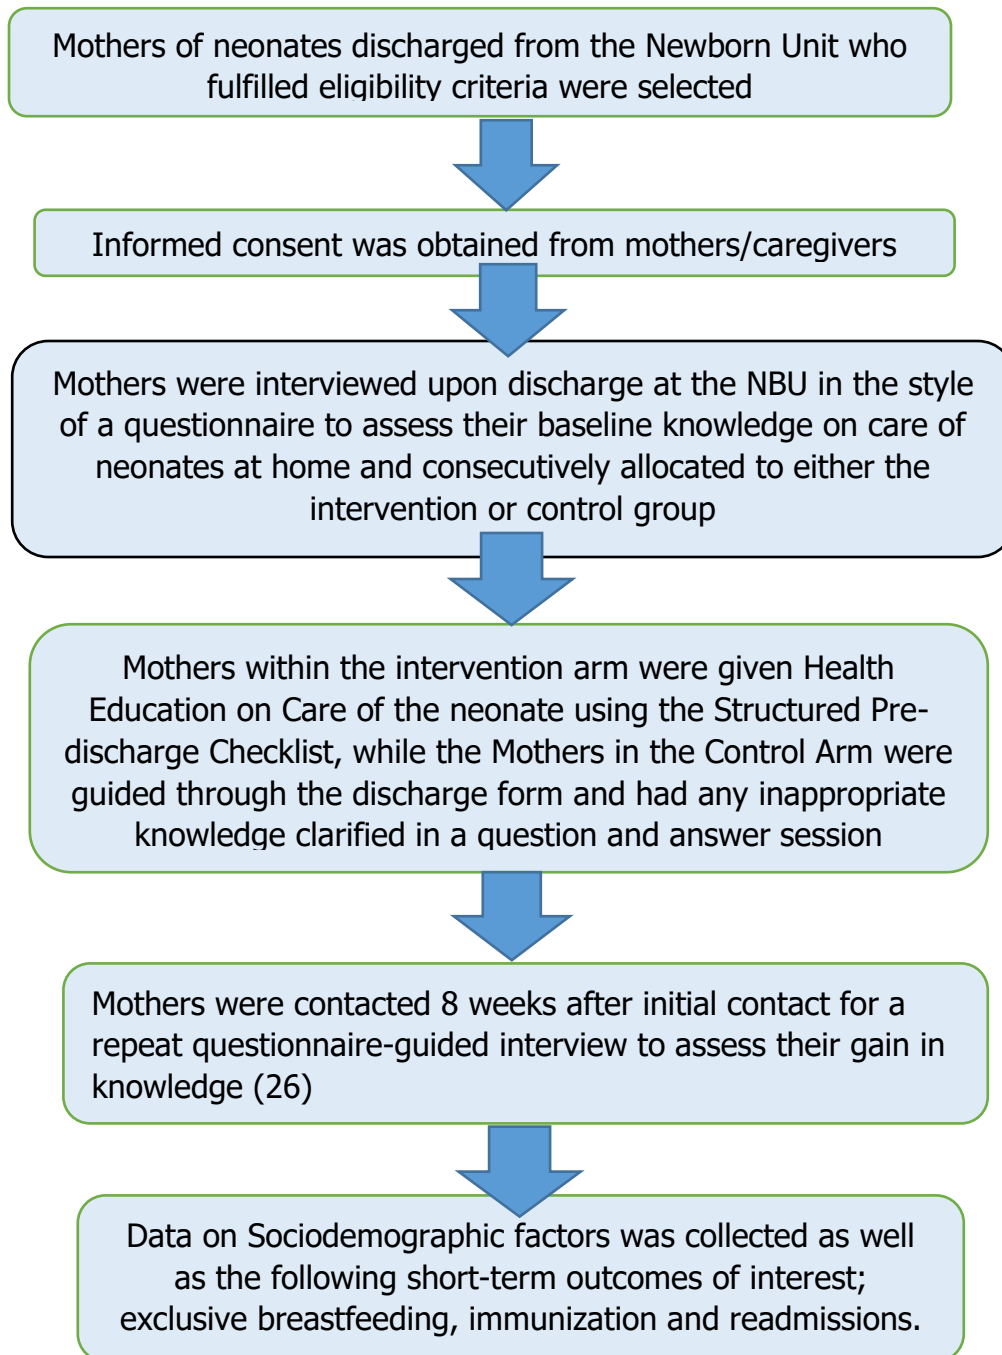 Mothers of neonates discharged from the Newborn Unit who
fulfilled eligibility criteria were selected
Informed consent was obtained from mothers/caregivers
Mothers were interviewed upon discharge at the NBU in the style
of a questionnaire to assess their baseline knowledge on care of
neonates at home and consecutively allocated to either the
intervention or control group
Mothers within the intervention arm were given Health
Education on Care of the neonate using the Structured Pre-
discharge Checklist, while the Mothers in the Control Arm were
guided through the discharge form and had any inappropriate
knowledge clarified in a question and answer session
Mothers were contacted 8 weeks after initial contact for a
repeat questionnaire-guided interview to assess their gain in
knowledge (26)
Data on Sociodemographic factors was collected as well
as the following short-term outcomes of interest;
exclusive breastfeeding, immunization and readmissions.